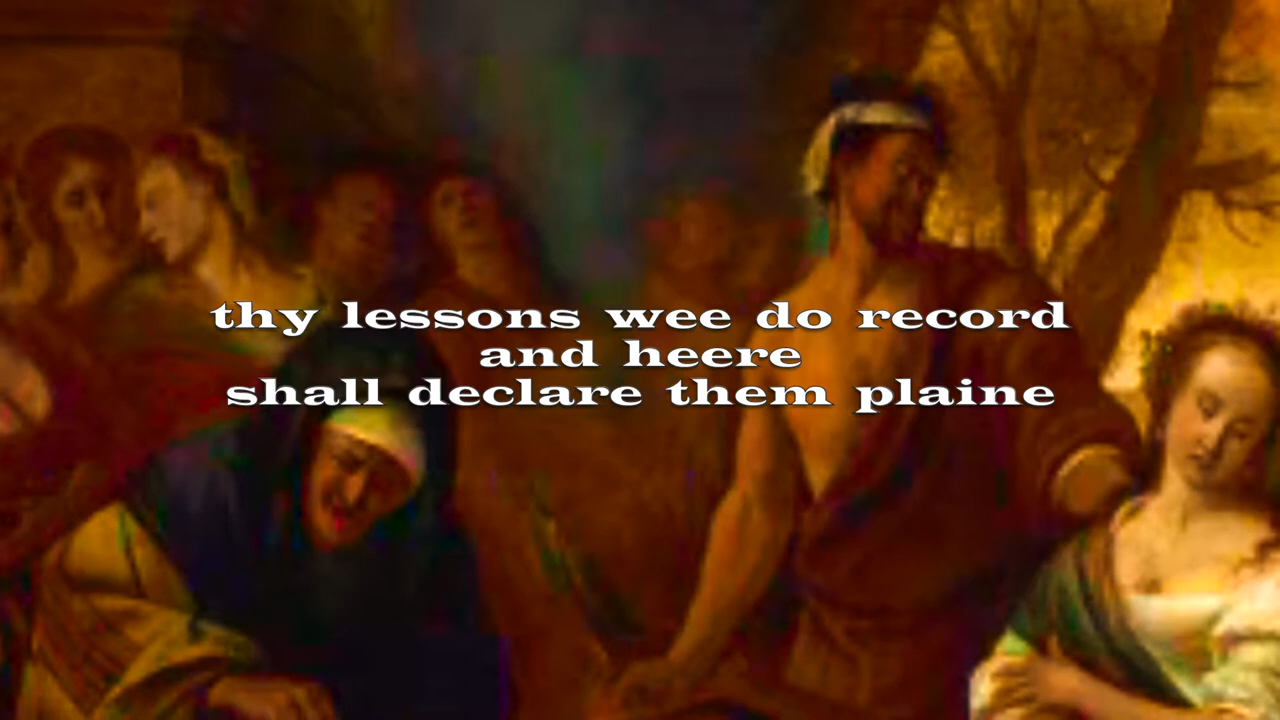 thy lessons wee do record
and heere
shall declare them plaine